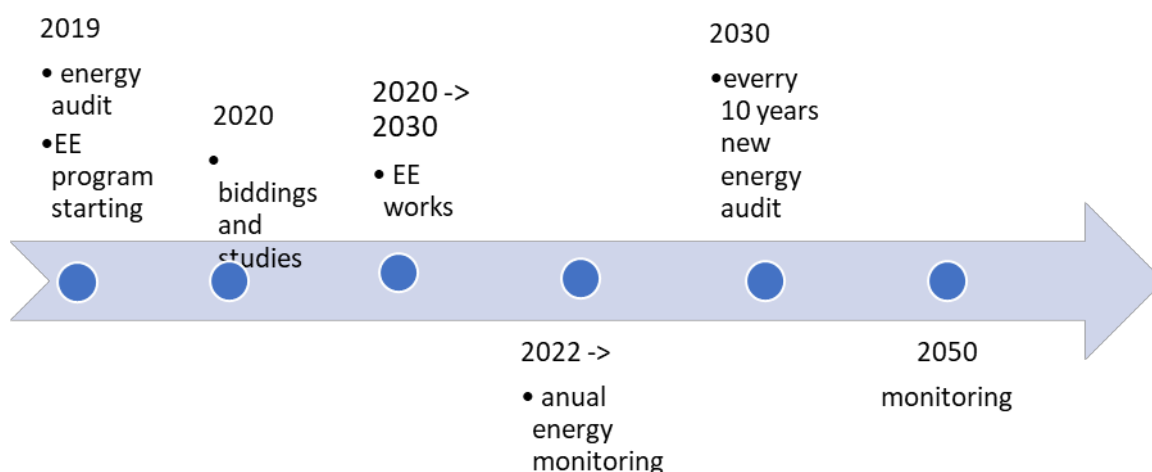 2019
• energy
audit
•EE
program
starting
2020
•
biddings
and
studies
2020 ->
2030
• EE
works
2022 ->
• anual
energy
monitoring
2030
•everry
10 years
new
energy
audit
2050
monitoring